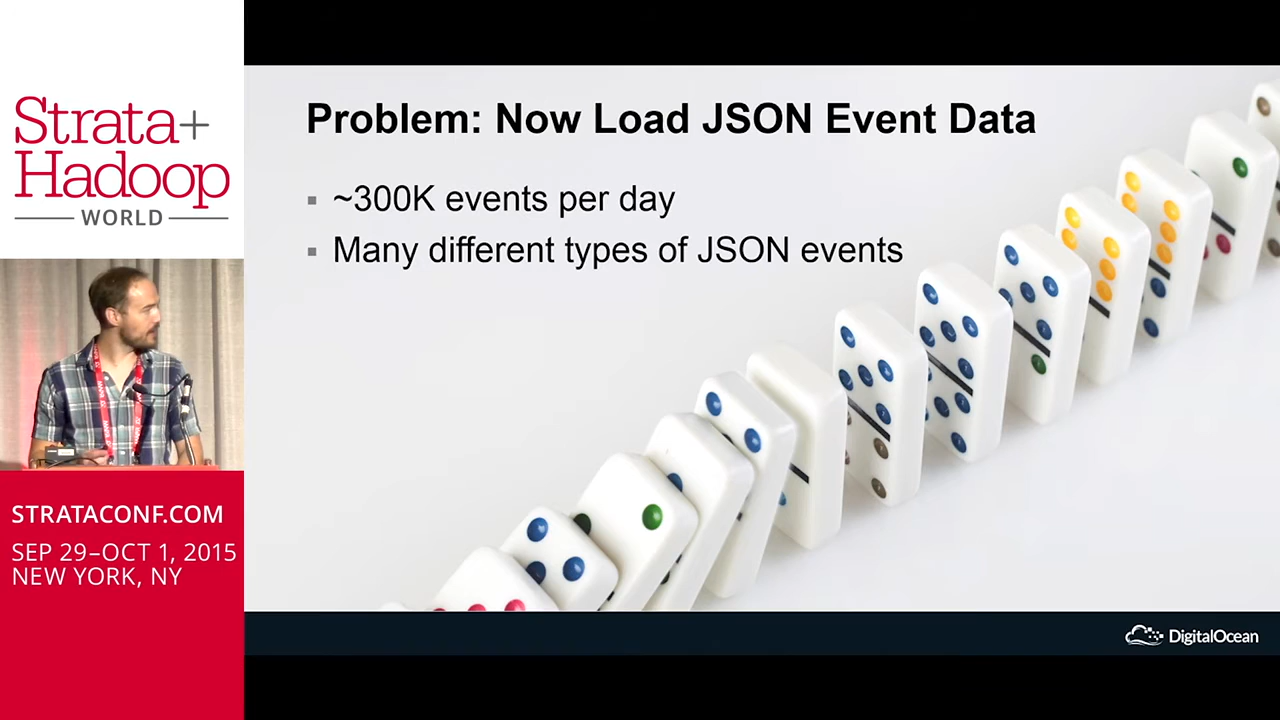 Strata+
Hadoop
WORLD
STRATACONF.COM
SEP 29–OCT 1, 2015
NEW YORK, NY
Problem: Now Load JSON Event Data
▪ ~300K events per day
▪ Many different types of JSON events
DigitalOcean